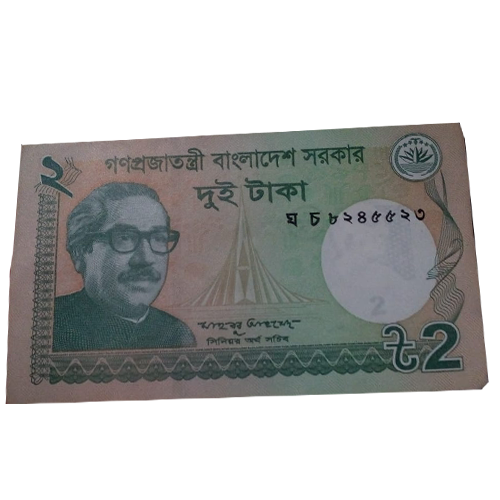 ২
গণপ্রজাতন্ত্রী বাংলাদেশ সরকার
দুই টাকা
ঘ চ ৮২৪৫৫২৩
2
সিনিয়র অর্থ সচিব
৳2